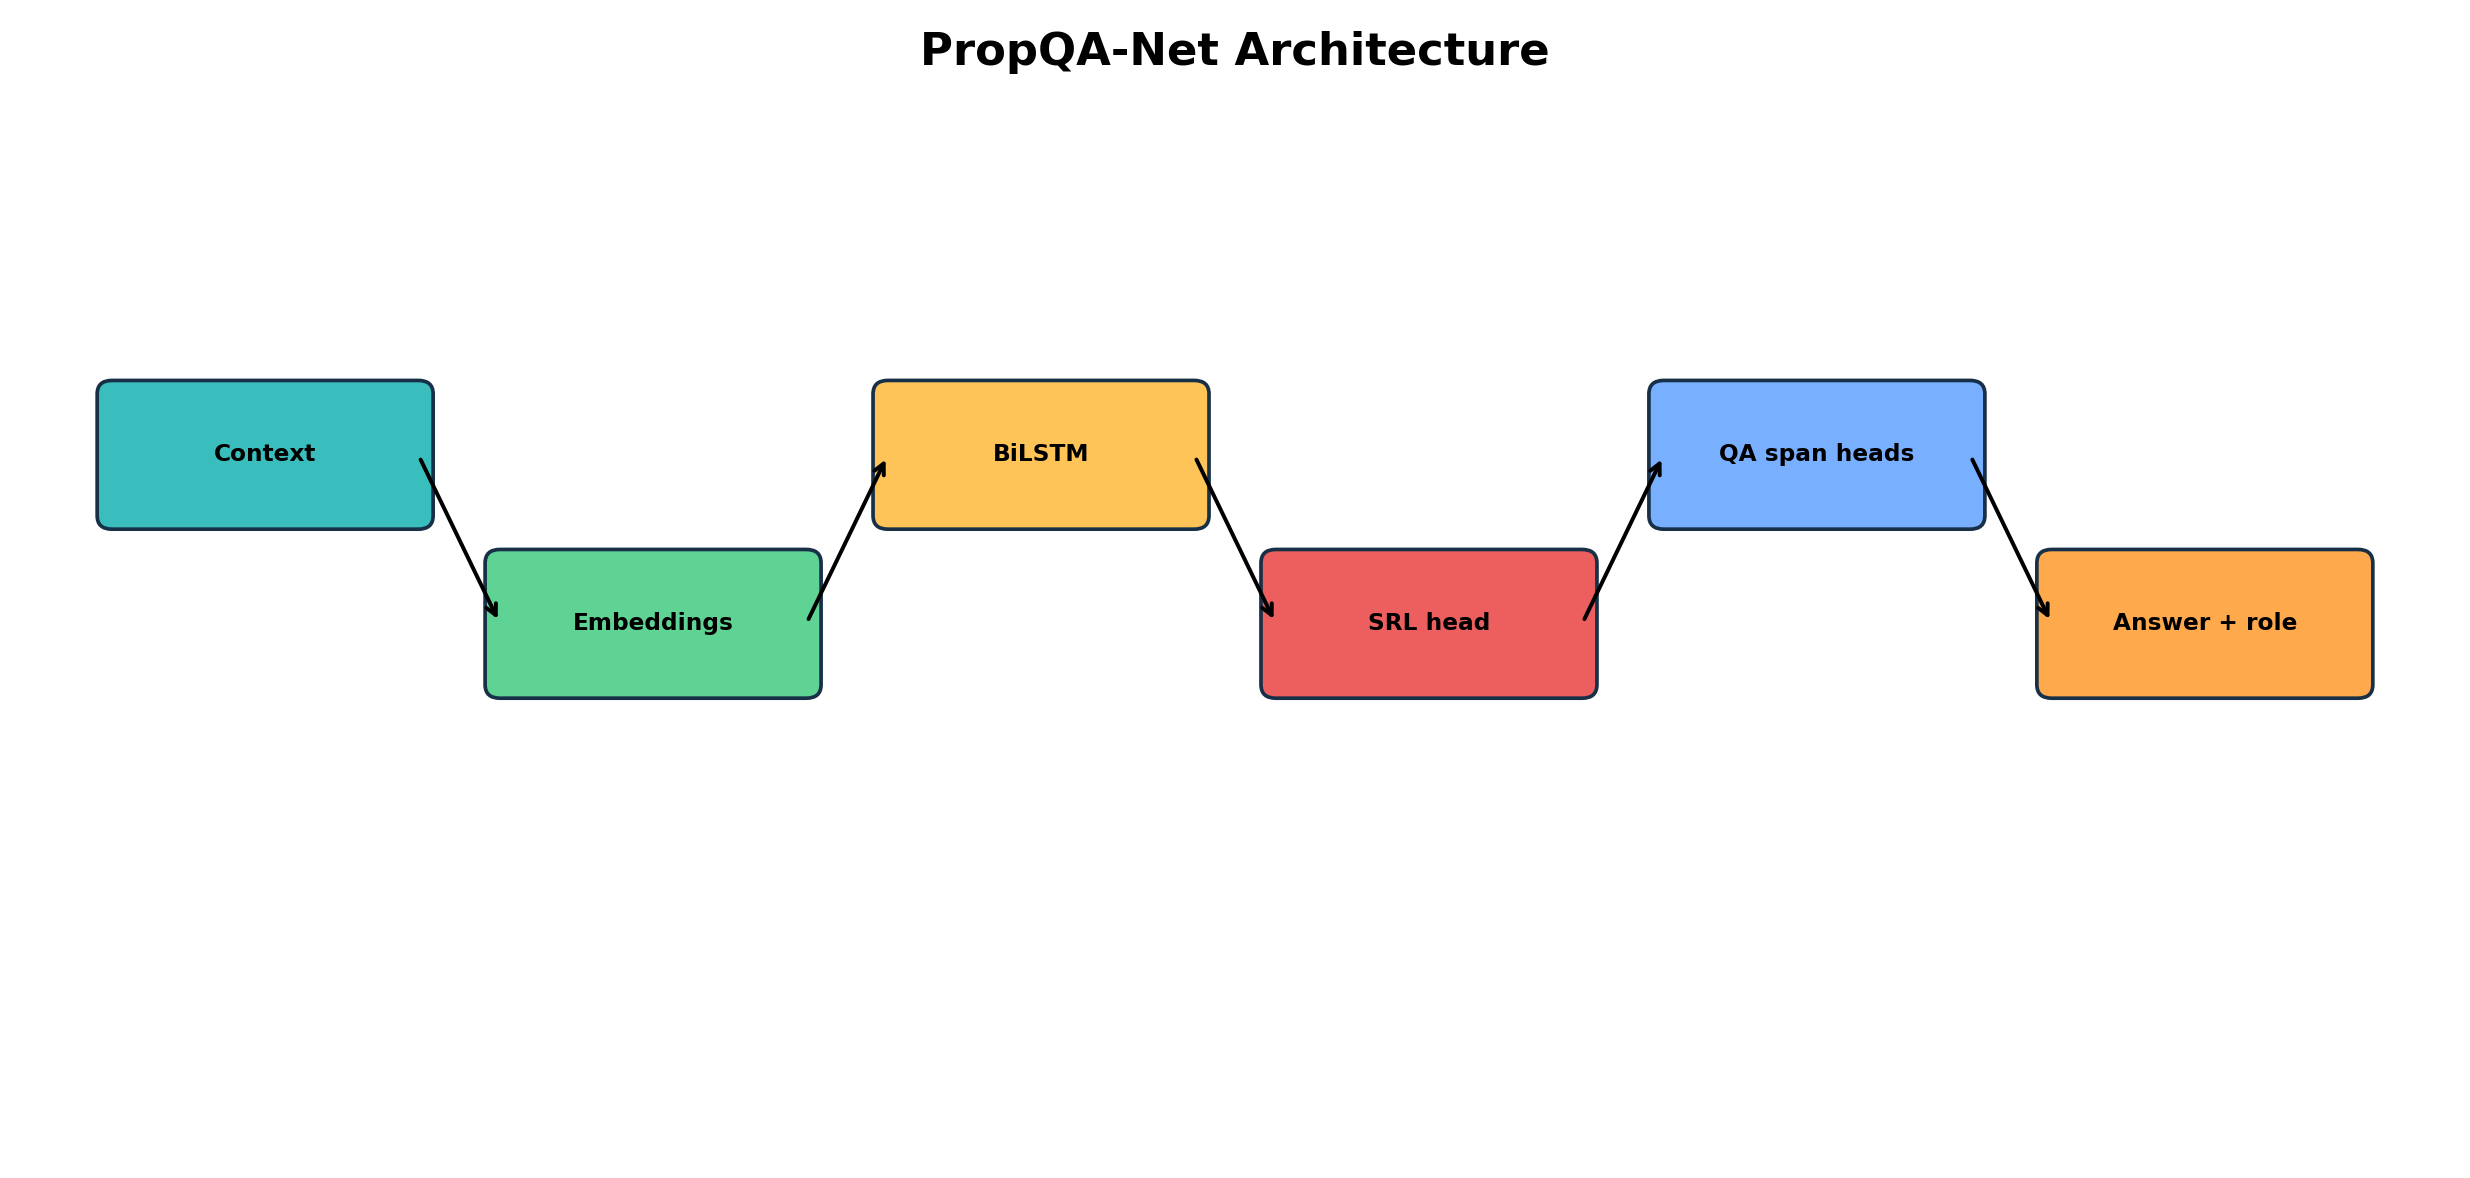 PropQA-Net Architecture
Context
Embeddings
BiLSTM
SRL head
QA span heads
Answer + role